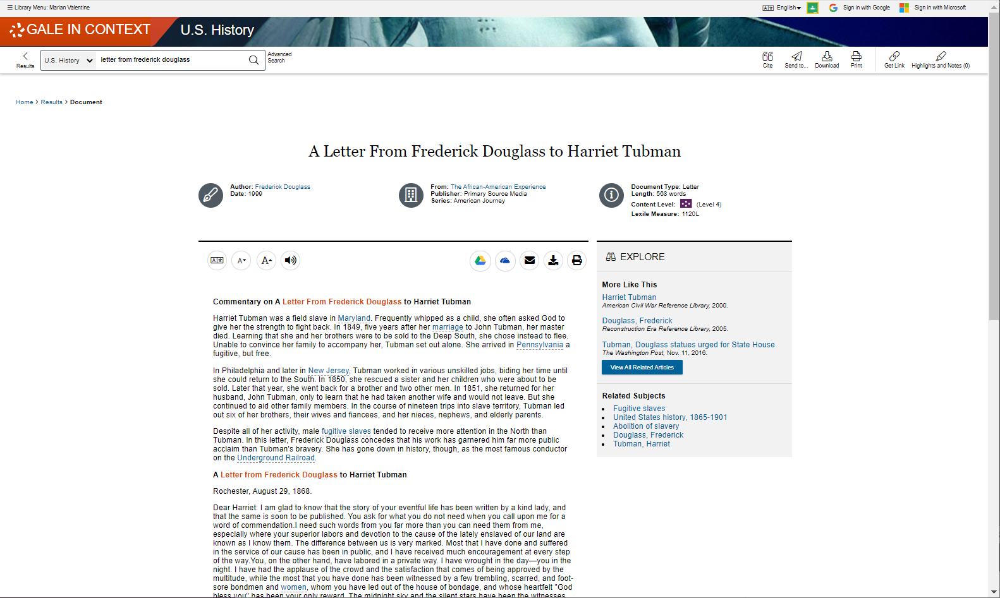 Library Menu: Marian Valentine
English
Sign in with Google
Sign in with Microsoft
GALE IN CONTEXT
U.S. History
Results
U.S. History
letter from frederick douglass
Advanced
Search
Cite
Send to...
Download
Print
Get Link
Highlights and Notes (0)
Home > Results > Document
A Letter From Frederick Douglass to Harriet Tubman
Author: Frederick Douglass
Date: 1999
From: The African-American Experience
Publisher: Primary Source Media
Series: American Journey
Document Type: Letter
Length: 568 words
Content Level: (Level 4)
Lexile Measure: 1120L
A
A
EXPLORE
More Like This
Harriet Tubman
American Civil War Reference Library, 2000.
Douglass, Frederick
Reconstruction Era Reference Library, 2005.
Tubman, Douglass statues urged for State House
The Washington Post, Nov. 11, 2016.
View All Related Articles
Related Subjects
• Fugitive slaves
• United States history, 1865-1901
• Abolition of slavery
• Douglass, Frederick
• Tubman, Harriet
Commentary on A Letter From Frederick Douglass to Harriet Tubman
Harriet Tubman was a field slave in Maryland. Frequently whipped as a child, she often asked God to
give her the strength to fight back. In 1849, five years after her marriage to John Tubman, her master
died. Learning that she and her brothers were to be sold to the Deep South, she chose instead to flee.
Unable to convince her family to accompany her, Tubman set out alone. She arrived in Pennsylvania a
fugitive, but free.
In Philadelphia and later in New Jersey, Tubman worked in various unskilled jobs, biding her time until
she could return to the South. In 1850, she rescued a sister and her children who were about to be
sold. Later that year, she went back for a brother and two other men. In 1851, she returned for her
husband, John Tubman, only to learn that he had taken another wife and would not leave. But she
continued to aid other family members. In the course of nineteen trips into slave territory, Tubman led
out six of her brothers, their wives and fiancees, and her nieces, nephews, and elderly parents.
Despite all of her activity, male fugitive slaves tended to receive more attention in the North than
Tubman. In this letter, Frederick Douglass concedes that his work has garnered him far more public
acclaim than Tubman's bravery. She has gone down in history, though, as the most famous conductor
on the Underground Railroad.
A Letter from Frederick Douglass to Harriet Tubman
Rochester, August 29, 1868.
Dear Harriet: I am glad to know that the story of your eventful life has been written by a kind lady, and
that the same is soon to be published. You ask for what you do not need when you call upon me for a
word of commendation.I need such words from you far more than you can need them from me,
especially where your superior labors and devotion to the cause of the lately enslaved of our land are
known as I know them. The difference between us is very marked. Most that I have done and suffered
in the service of our cause has been in public, and I have received much encouragement at every step
of the way.You, on the other hand, have labored in a private way. I have wrought in the day—you in the
night. I have had the applause of the crowd and the satisfaction that comes of being approved by the
multitude, while the most that you have done has been witnessed by a few trembling, scarred, and foot-
sore bondmen and women, whom you have led out of the house of bondage, and whose heartfelt "God
bless you" has been your only reward. The midnight sky and the silent stars have been the witnesses